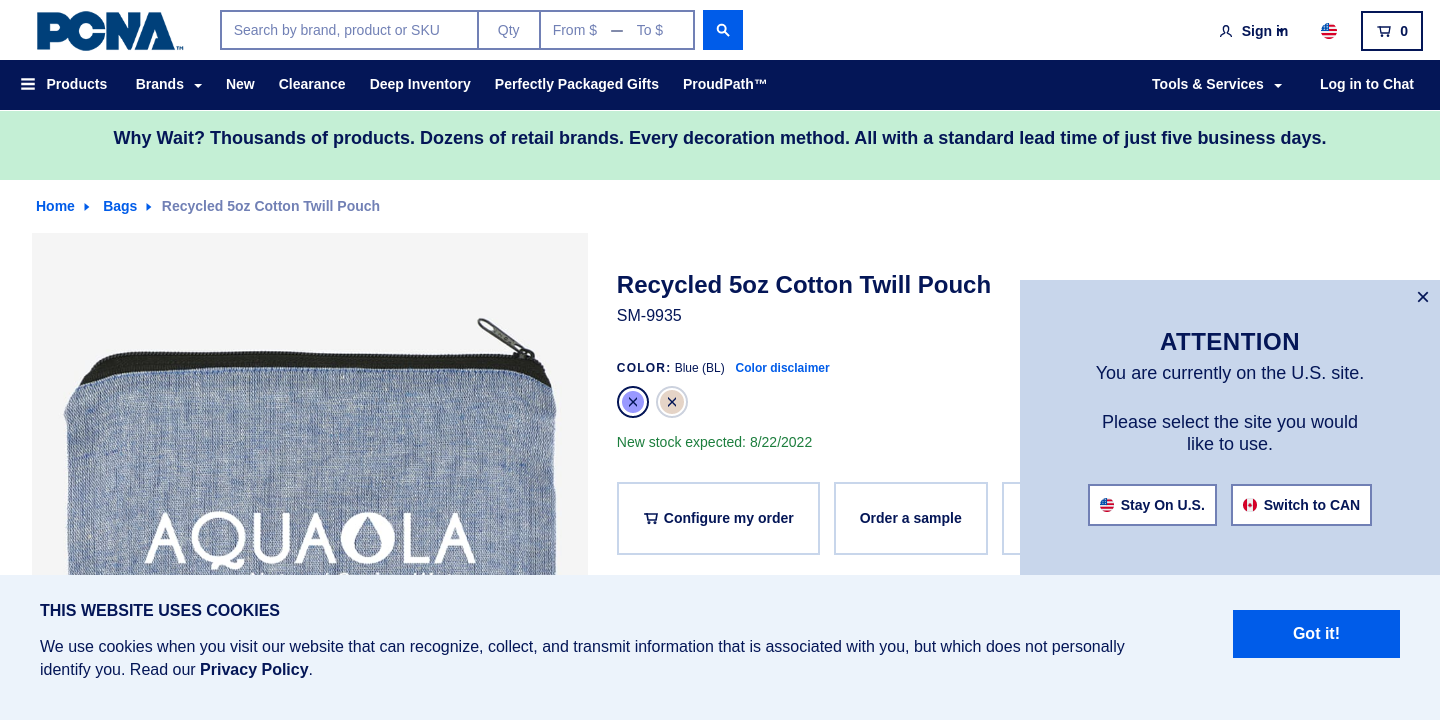 PCNA™
Search by brand, product or SKU
Qty
From $ — To $
Sign in
0
Products
Brands
New
Clearance
Deep Inventory
Perfectly Packaged Gifts
ProudPath™
Tools & Services
Log in to Chat
Why Wait? Thousands of products. Dozens of retail brands. Every decoration method. All with a standard lead time of just five business days.
Home
Bags
Recycled 5oz Cotton Twill Pouch
AQUAOLA
Recycled 5oz Cotton Twill Pouch
SM-9935
COLOR: Blue (BL) Color disclaimer
New stock expected: 8/22/2022
Configure my order
Order a sample
ATTENTION
You are currently on the U.S. site.
Please select the site you would
like to use.
Stay On U.S.
Switch to CAN
THIS WEBSITE USES COOKIES
We use cookies when you visit our website that can recognize, collect, and transmit information that is associated with you, but which does not personally
identify you. Read our Privacy Policy.
Got it!